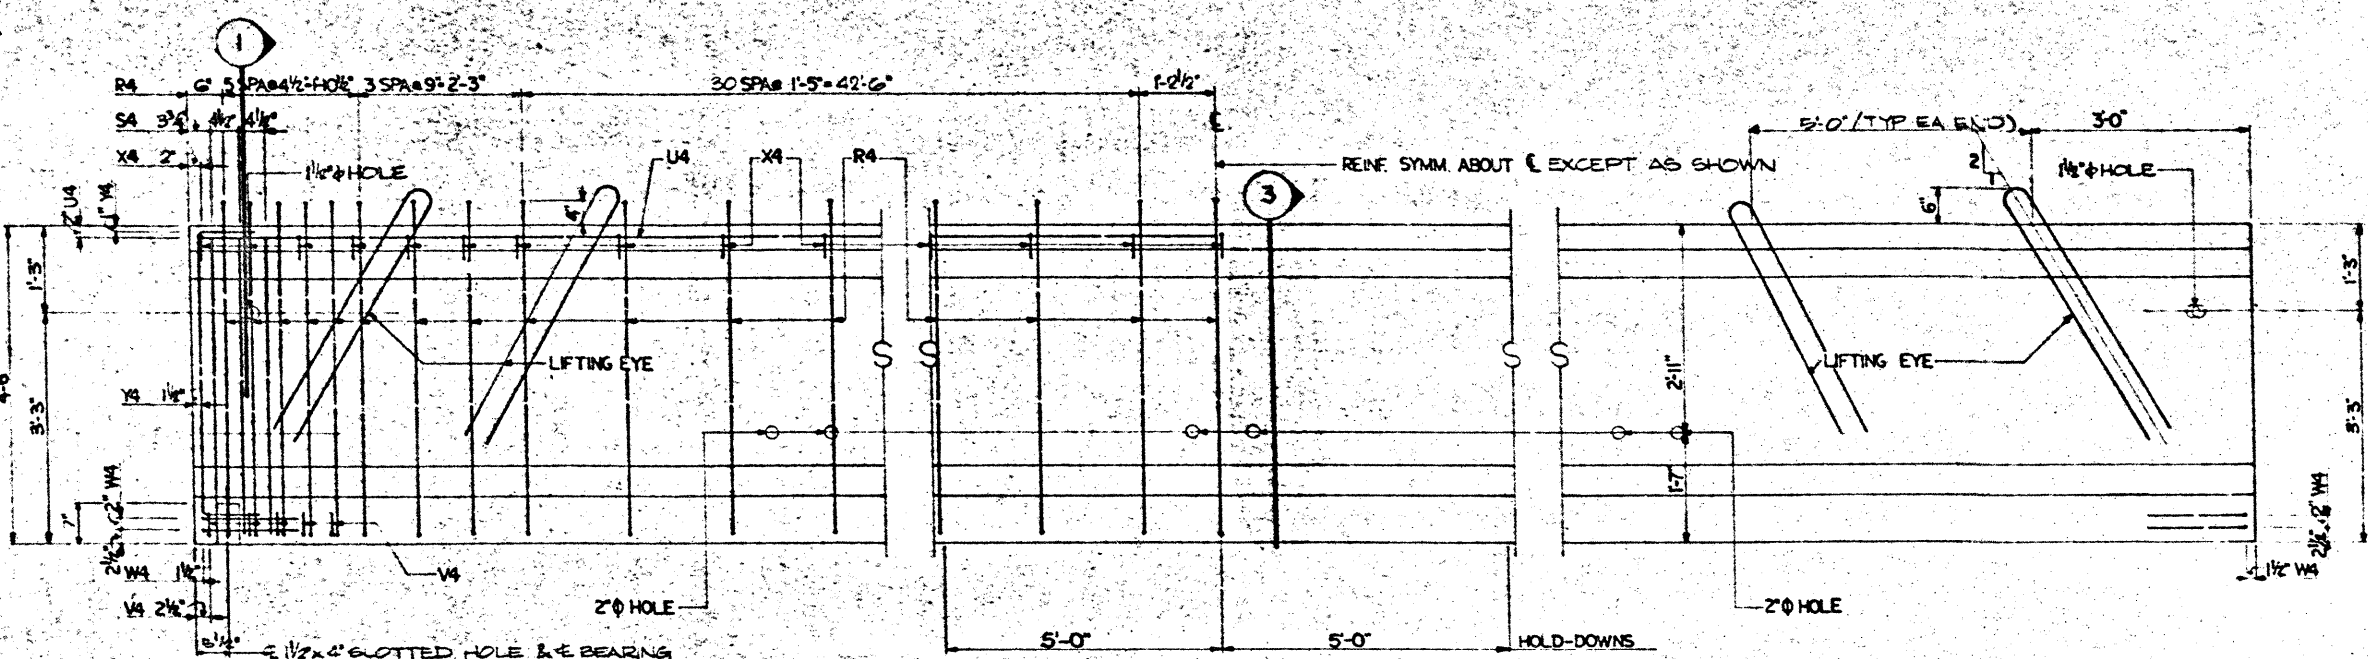 1
R4 6" 5 SPA@4½"=1'-10½" 3 SPA@9"=2'-3" 30 SPA@ 1'-5"=42'-6" 1'-2½"
S4 3¾" 4½" 4½"
℄
5'-0" (TYP EA END) 3'-0"
X4 2"
U4 X4 R4
REINF. SYMM. ABOUT ℄ EXCEPT AS SHOWN
2
1
1½"ϕ HOLE
1½"ϕ HOLE
3
2" U4
1" Y4
6"
1'-3"
1'-3"
LIFTING EYE
LIFTING EYE
S S S S
2'-11"
Y4 1½"
4'-6"
3'-3"
3'-3"
1'-7"
7"
2" W4
2½"
2½" 2" W4
W4 1½"
V4
1½" W4
V4 2½"
2"ϕ HOLE
2"ϕ HOLE
5'-0" 5'-0" HOLD-DOWNS
℄ 1½"x4" SLOTTED HOLE & ℄ BEARING